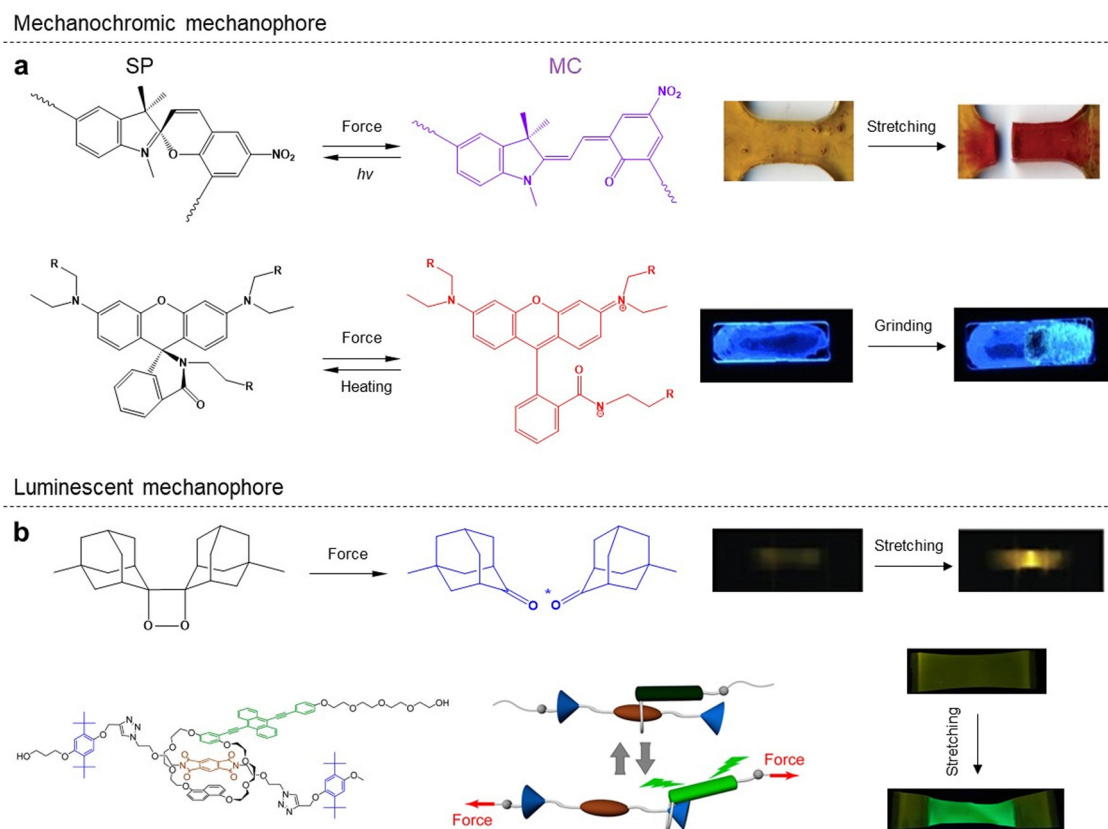 Mechanochromic mechanophore
a
SP
MC
Force
hv
N
O
NO₂
N
O
NO₂
Stretching
R
R
N
O
N
N
R
O
Force
Heating
R
R
N
O
N
⊕
O
N
⊖
R
Grinding
Luminescent mechanophore
b
O
O
Force
O
*
O
Stretching
HO
O
O
N
N
N
O
O
O
O
O
OH
O
O
O
O
O
O
N
N
O
O
O
O
O
O
O
N
N
N
O
O
Force
Force
Stretching